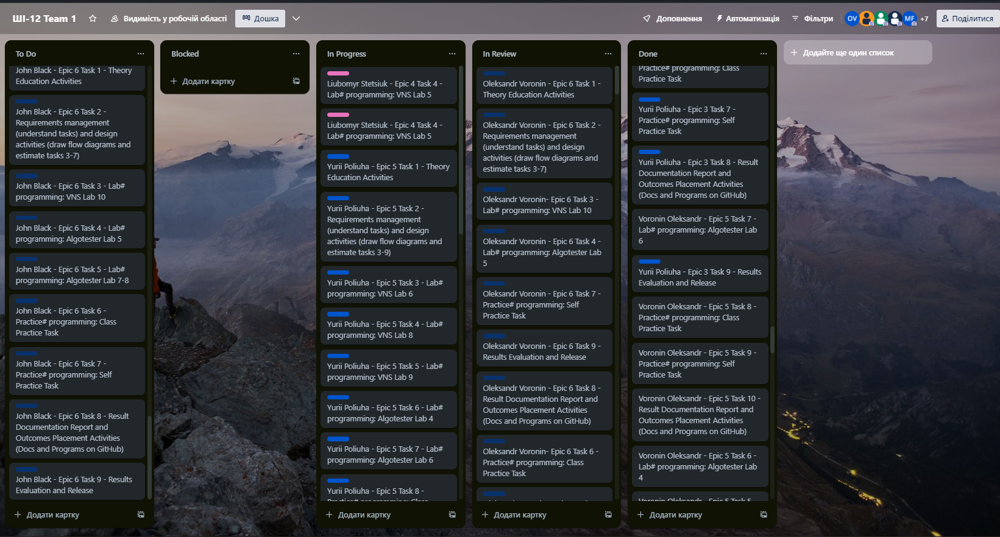 ШІ-12 Team 1
Видимість у робочій області
Дошка
Доповнення
Автоматизація
Фільтри
OV
MF
+7
Поділитися
To Do
John Black - Epic 6 Task 1 - Theory
Education Activities
John Black - Epic 6 Task 2 -
Requirements management
(understand tasks) and design
activities (draw flow diagrams and
estimate tasks 3-7)
John Black - Epic 6 Task 3 - Lab#
programming: VNS Lab 10
John Black - Epic 6 Task 4 - Lab#
programming: Algotester Lab 5
John Black - Epic 6 Task 5 - Lab#
programming: Algotester Lab 7-8
John Black - Epic 6 Task 6 -
Practice# programming: Class
Practice Task
John Black - Epic 6 Task 7 -
Practice# programming: Self
Practice Task
John Black - Epic 6 Task 8 - Result
Documentation Report and
Outcomes Placement Activities
(Docs and Programs on GitHub)
John Black - Epic 6 Task 9 - Results
Evaluation and Release
Додати картку
Blocked
Додати картку
In Progress
Liubomyr Stetsiuk - Epic 4 Task 4 -
Lab# programming: VNS Lab 5
Liubomyr Stetsiuk - Epic 4 Task 4 -
Lab# programming: VNS Lab 5
Yurii Poliuha - Epic 5 Task 1 - Theory
Education Activities
Yurii Poliuha - Epic 5 Task 2 -
Requirements management
(understand tasks) and design
activities (draw flow diagrams and
estimate tasks 3-9)
Yurii Poliuha - Epic 5 Task 3 - Lab#
programming: VNS Lab 6
Yurii Poliuha - Epic 5 Task 4 - Lab#
programming: VNS Lab 8
Yurii Poliuha - Epic 5 Task 5 - Lab#
programming: VNS Lab 9
Yurii Poliuha - Epic 5 Task 6 - Lab#
programming: Algotester Lab 4
Yurii Poliuha - Epic 5 Task 7 - Lab#
programming: Algotester Lab 6
Yurii Poliuha - Epic 5 Task 8 -
Practice# programming: Class
Додати картку
In Review
Oleksandr Voronin - Epic 6 Task 1 -
Theory Education Activities
Oleksandr Voronin - Epic 6 Task 2 -
Requirements management
(understand tasks) and design
activities (draw flow diagrams and
estimate tasks 3-7)
Oleksandr Voronin- Epic 6 Task 3 -
Lab# programming: VNS Lab 10
Oleksandr Voronin - Epic 6 Task 4 -
Lab# programming: Algotester Lab
5
Oleksandr Voronin - Epic 6 Task 7 -
Practice# programming: Self
Practice Task
Oleksandr Voronin - Epic 6 Task 9 -
Results Evaluation and Release
Oleksandr Voronin - Epic 6 Task 8 -
Result Documentation Report and
Outcomes Placement Activities
(Docs and Programs on GitHub)
Oleksandr Voronin- Epic 6 Task 6 -
Practice# programming: Class
Practice Task
Додати картку
Done
Practice# programming: Class
Practice Task
Yurii Poliuha - Epic 3 Task 7 -
Practice# programming: Self
Practice Task
Yurii Poliuha - Epic 3 Task 8 - Result
Documentation Report and
Outcomes Placement Activities
(Docs and Programs on GitHub)
Voronin Oleksandr - Epic 5 Task 7 -
Lab# programming: Algotester Lab
6
Yurii Poliuha - Epic 3 Task 9 - Results
Evaluation and Release
Voronin Oleksandr - Epic 5 Task 8 -
Practice# programming: Class
Practice Task
Voronin Oleksandr - Epic 5 Task 9 -
Practice# programming: Self
Practice Task
Voronin Oleksandr - Epic 5 Task 10 -
Result Documentation Report and
Outcomes Placement Activities
(Docs and Programs on GitHub)
Voronin Oleksandr - Epic 5 Task 6 -
Lab# programming: Algotester Lab
4
Voronin Oleksandr - Epic 5 Task 5 -
Додати картку
Додайте ще один список